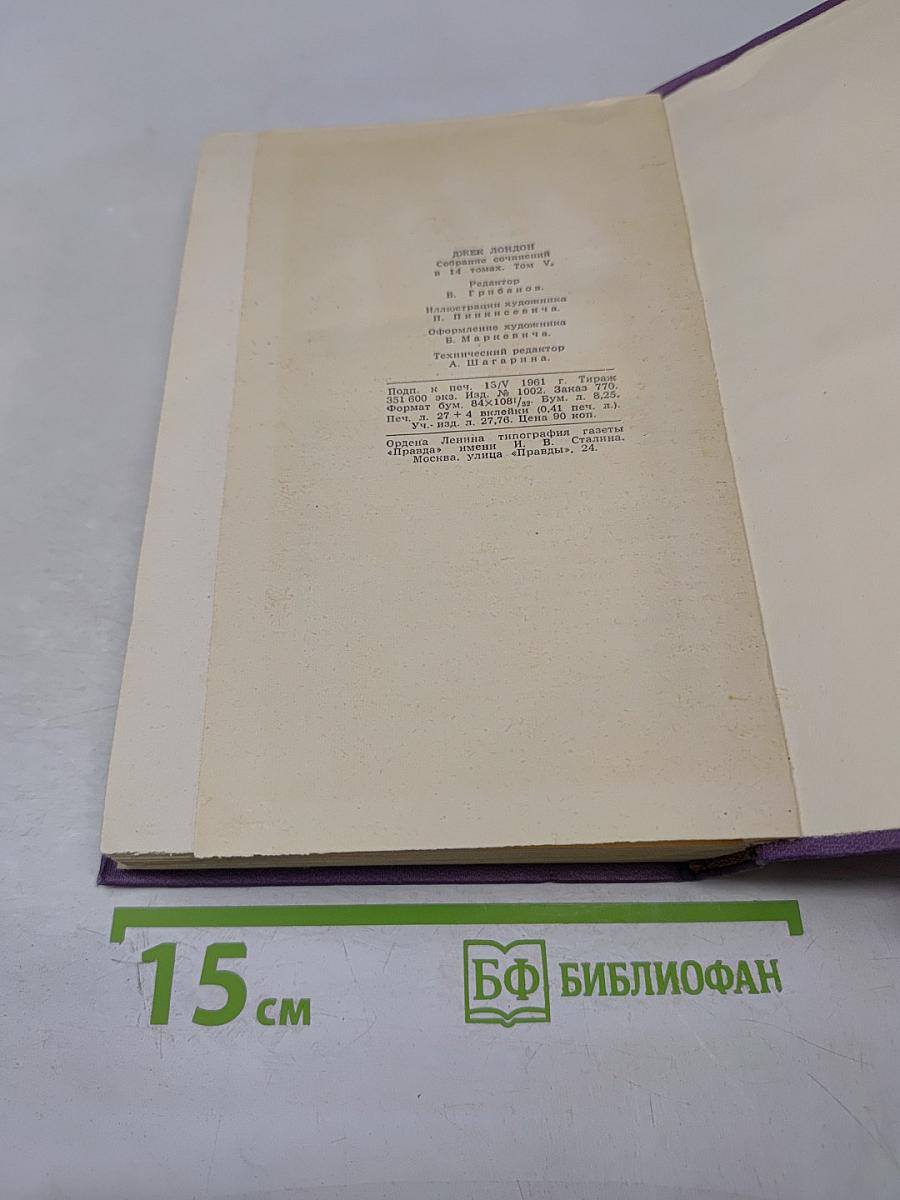 ДЖЕК ЛОНДОН
Собрание сочинений
в 14 томах. Том V.
Редактор
В. Грибанов.
Иллюстрации художника
П. Пинкисевича.
Оформление художника
В. Маркевича.
Технический редактор
А. Шагарина.
Подп. к печ. 15/V 1961 г. Тираж
351 600 экз. Изд. № 1002. Заказ 770.
Формат бум. 84×108¹/₃₂. Бум. л. 8,25.
Печ. л. 27 + 4 вклейки (0,41 печ. л.).
Уч.- изд. л. 27,76. Цена 90 коп.
Ордена Ленина типография газеты
«Правда» имени И. В. Сталина.
Москва, улица «Правды», 24.
15 см
БФ БИБЛИОФАН